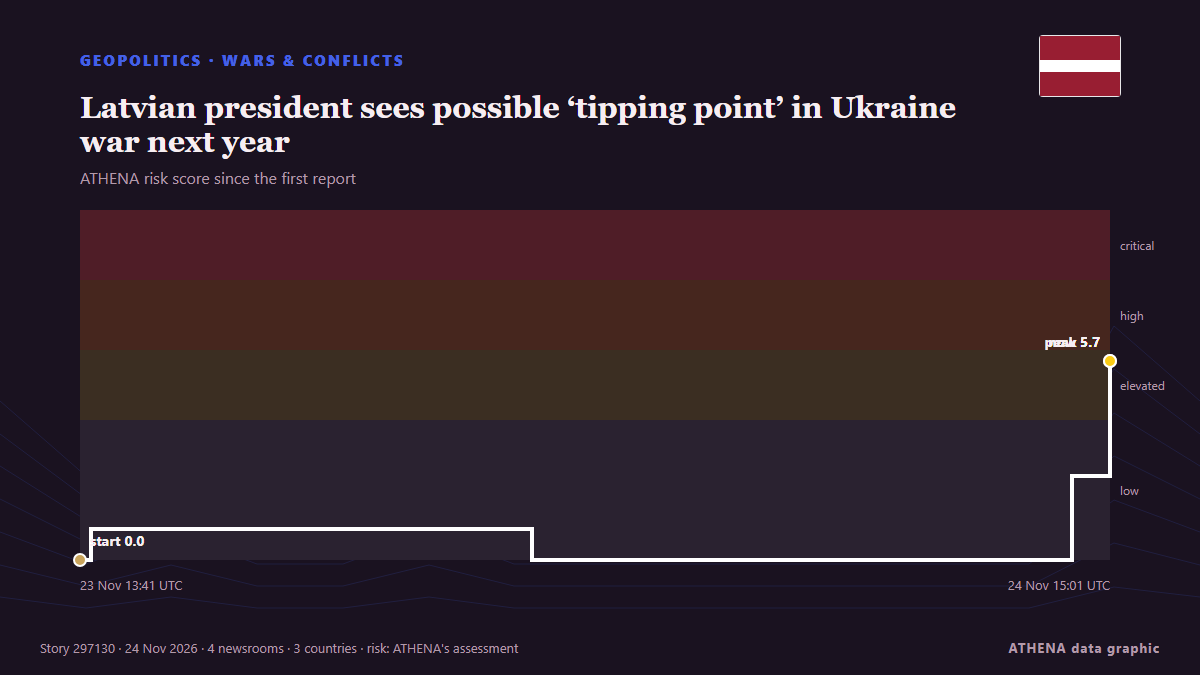 GEOPOLITICS · WARS & CONFLICTS
Latvian president sees possible ‘tipping point’ in Ukraine
war next year
ATHENA risk score since the first report
critical
high
peak 5.7
elevated
low
start 0.0
23 Nov 13:41 UTC
24 Nov 15:01 UTC
Story 297130 · 24 Nov 2026 · 4 newsrooms · 3 countries · risk: ATHENA's assessment
ATHENA data graphic